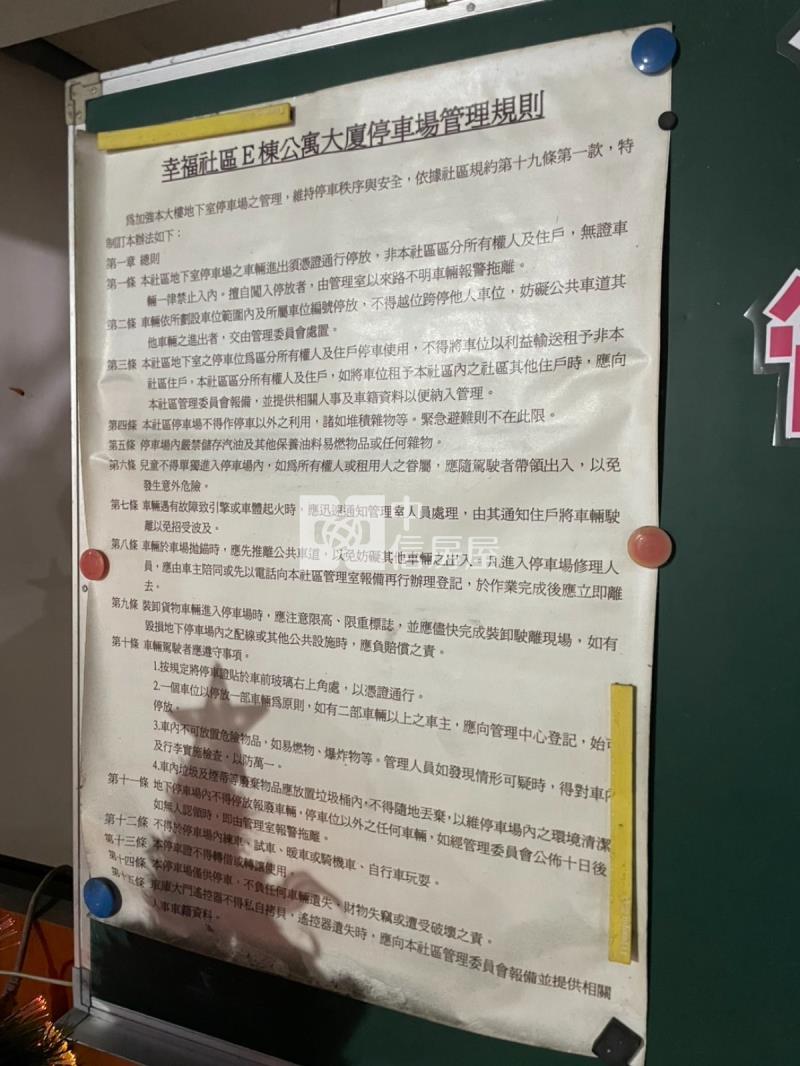 幸福社區E棟公寓大廈停車場管理規則
為加強本大樓地下室停車場之管理，維持停車秩序與安全，依據社區規約第十九條第一款，特
制訂本辦法如下：
第一章 總則
第一條 本社區地下室停車場之車輛進出須憑證通行停放，非本社區區分所有權人及住戶，無證車
輛一律禁止入內。擅自闖入停放者，由管理室以來路不明車輛報警拖離。
第二條 車輛依所劃設車位範圍內及所屬車位編號停放，不得越位跨停他人車位，妨礙公共車道其
他車輛之進出者，交由管理委員會處置。
第三條 本社區地下室之停車位為區分所有權人及住戶停車使用，不得將車位以利益輸送租予非本
社區住戶，本社區區分所有權人及住戶，如將車位租予本社區內之社區其他住戶時，應向
本社區管理委員會報備，並提供相關人事及車籍資料以便納入管理。
第四條 本社區停車場不得作停車以外之利用，諸如堆積雜物等。緊急避難則不在此限。
第五條 停車場內嚴禁儲存汽油及其他保養油料易燃物品或任何雜物。
第六條 兒童不得單獨進入停車場內，如為所有權人或租用人之眷屬，應隨駕駛者帶領出入，以免
發生意外危險。
第七條 車輛遇有故障致引擎或車體起火時，應迅速通知管理室人員處理，由其通知住戶將車輛駛
離以免招受波及。
第八條 車輛於車場拋錨時，應先推離公共車道，以免妨礙其他車輛之出入，凡進入停車場修理人
員，應由車主陪同或先以電話向本社區管理室報備再行辦理登記，於作業完成後應立即離
去。
第九條 裝卸貨物車輛進入停車場時，應注意限高、限重標誌，並應儘快完成裝卸駛離現場，如有
毀損地下停車場內之配線或其他公共設施時，應負賠償之責。
第十條 車輛駕駛者應遵守事項。
1.按規定將停車證貼於車前玻璃右上角處，以憑證通行。
2.一個車位以停放一部車輛為原則，如有二部車輛以上之車主，應向管理中心登記，始可
停放。
3.車內不可放置危險物品，如易燃物、爆炸物等。管理人員如發現情形可疑時，得對車內
及行李實施檢查，以防萬一。
4.車內垃圾及煙蒂等廢棄物品應放置垃圾桶內，不得隨地丟棄，以維停車場內之環境清潔
第十一條 地下停車場內不得停放報廢車輛，停車位以外之任何車輛，如經管理委員會公佈十日後
如無人認領時，即由管理室報警拖離。
第十二條 不得於停車場內練車、試車、暖車或騎機車、自行車玩耍。
第十三條 本停車證不得轉借或轉讓使用。
第十四條 本停車場僅供停車，不負任何車輛遺失、財物失竊或遭受破壞之責。
第十五條 車庫大門遙控器不得私自拷貝，遙控器遺失時，應向本社區管理委員會報備並提供相關
人事車籍資料。
十
信房屋